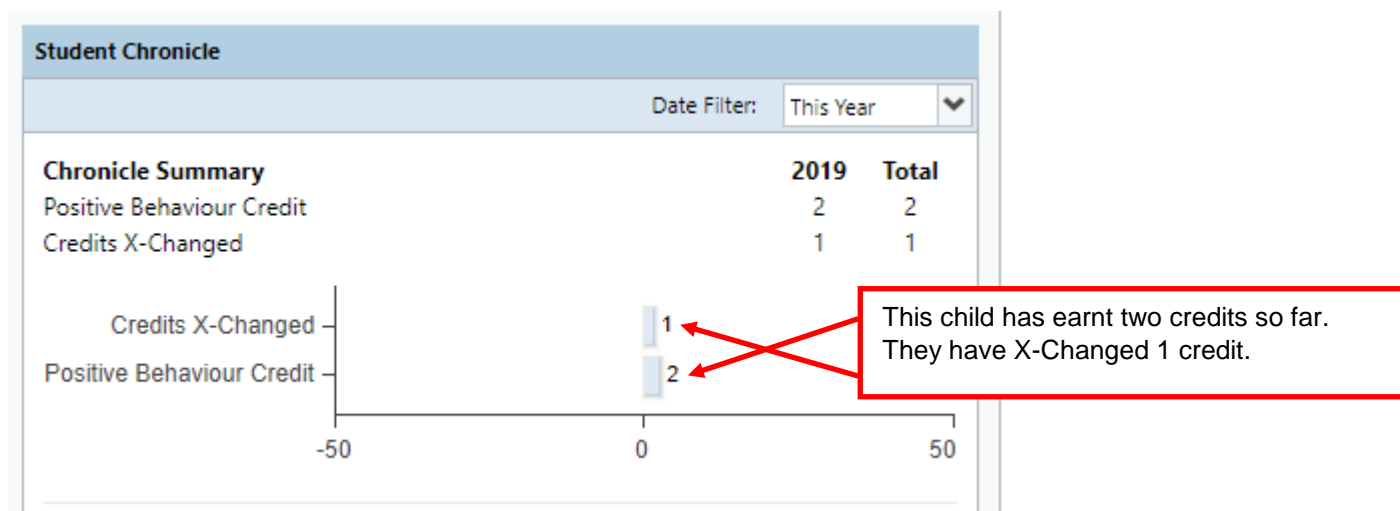 Student Chronicle
Date Filter: This Year
Chronicle Summary 2019 Total
Positive Behaviour Credit 2 2
Credits X-Changed 1 1
Credits X-Changed 1
Positive Behaviour Credit 2
-50 0 50
This child has earnt two credits so far.
They have X-Changed 1 credit.